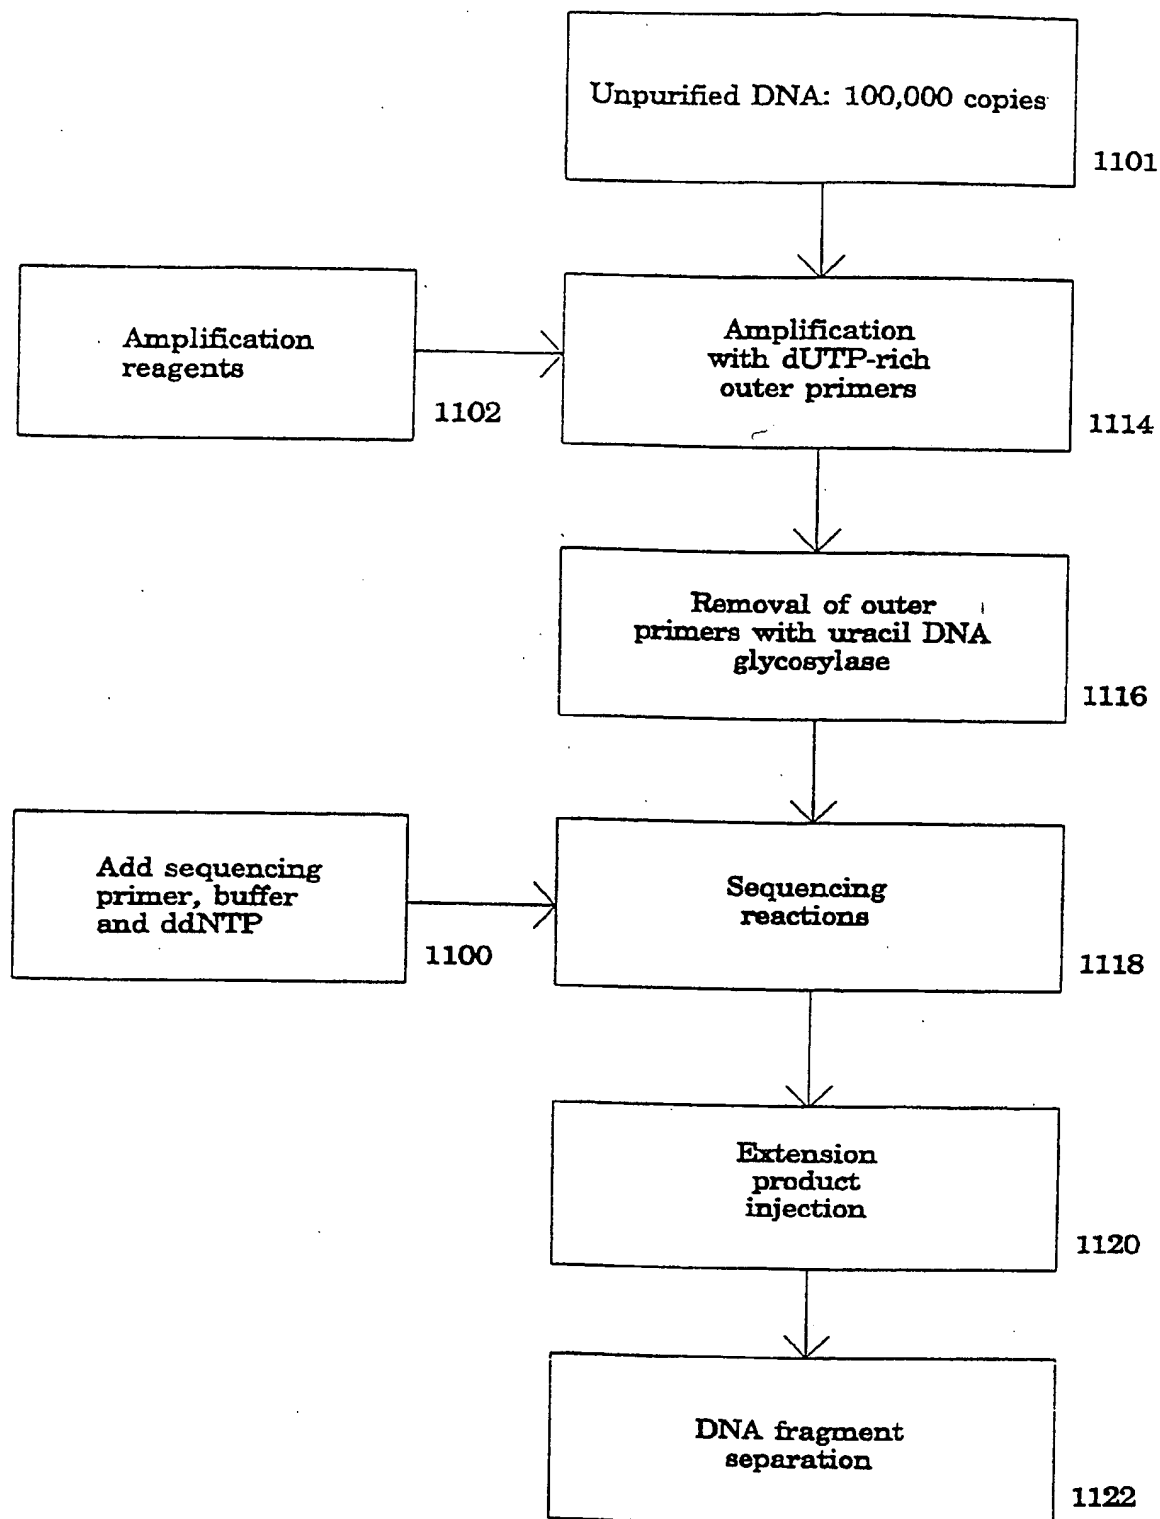 Unpurified DNA: 100,000 copies
1101
Amplification
reagents
1102
Amplification
with dUTP-rich
outer primers
1114
Removal of outer
primers with uracil DNA
glycosylase
1116
Add sequencing
primer, buffer
and ddNTP
1100
Sequencing
reactions
1118
Extension
product
injection
1120
DNA fragment
separation
1122